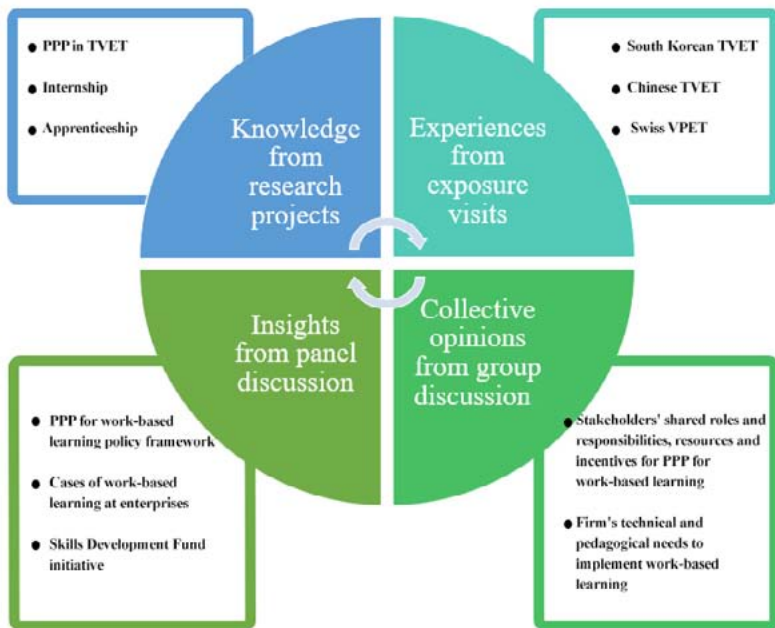 ● PPP in TVET
● Internship
● Apprenticeship
Knowledge
from
research
projects
Experiences
from
exposure
visits
● South Korean TVET
● Chinese TVET
● Swiss VPET
Insights
from panel
discussion
● PPP for work-based
learning policy framework
● Cases of work-based
learning at enterprises
● Skills Development Fund
initiative
Collective
opinions
from group
discussion
● Stakeholders' shared roles and
responsibilities, resources and
incentives for PPP for
work-based learning
● Firm's technical and
pedagogical needs to
implement work-based
learning